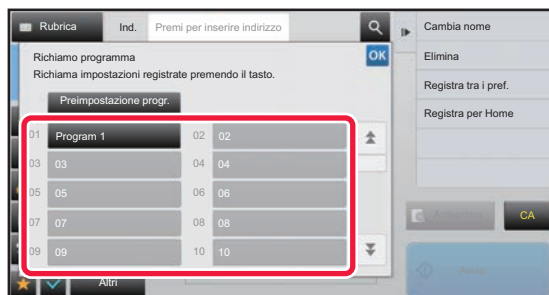 Rubrica
Ind.
Premi per inserire indirizzo
Cambia nome
Richiamo programma
OK
Elimina
Richiama impostazioni registrate premendo il tasto.
Registra tra i pref.
Preimpostazione progr.
Registra per Home
01 Program 1
02 02
03 03
04 04
05 05
06 06
07 07
08 08
CA
09 09
10 10
Altri